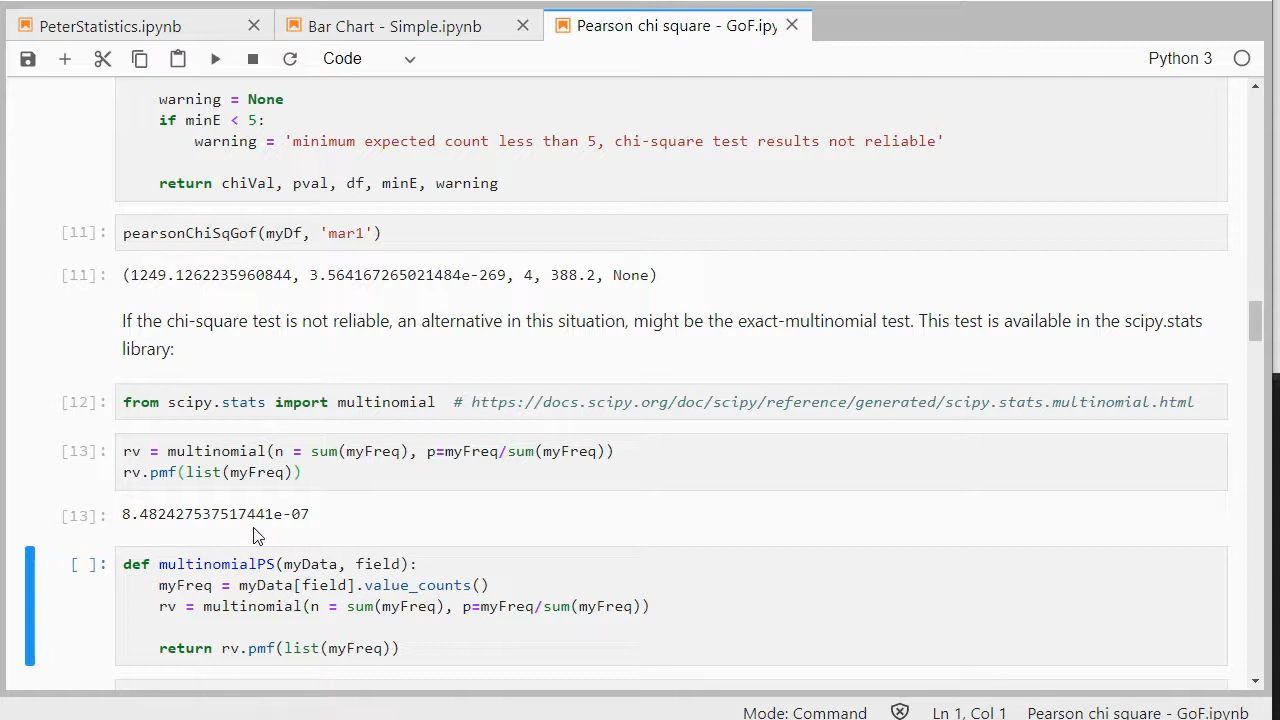 PeterStatistics.ipynb
Bar Chart - Simple.ipynb
Pearson chi square - GoF.ipy
Code
Python 3
warning = None
if minE < 5:
warning = 'minimum expected count less than 5, chi-square test results not reliable'
return chiVal, pval, df, minE, warning
[11]: pearsonChiSqGof(myDf, 'mar1')
[11]: (1249.1262235960844, 3.564167265021484e-269, 4, 388.2, None)
If the chi-square test is not reliable, an alternative in this situation, might be the exact-multinomial test. This test is available in the scipy.stats
library:
[12]: from scipy.stats import multinomial  # https://docs.scipy.org/doc/scipy/reference/generated/scipy.stats.multinomial.html
[13]: rv = multinomial(n = sum(myFreq), p=myFreq/sum(myFreq))
rv.pmf(list(myFreq))
[13]: 8.482427537517441e-07
[ ]: def multinomialPS(myData, field):
myFreq = myData[field].value_counts()
rv = multinomial(n = sum(myFreq), p=myFreq/sum(myFreq))
return rv.pmf(list(myFreq))
Mode: Command
Ln 1, Col 1
Pearson chi square - GoF.ipynb